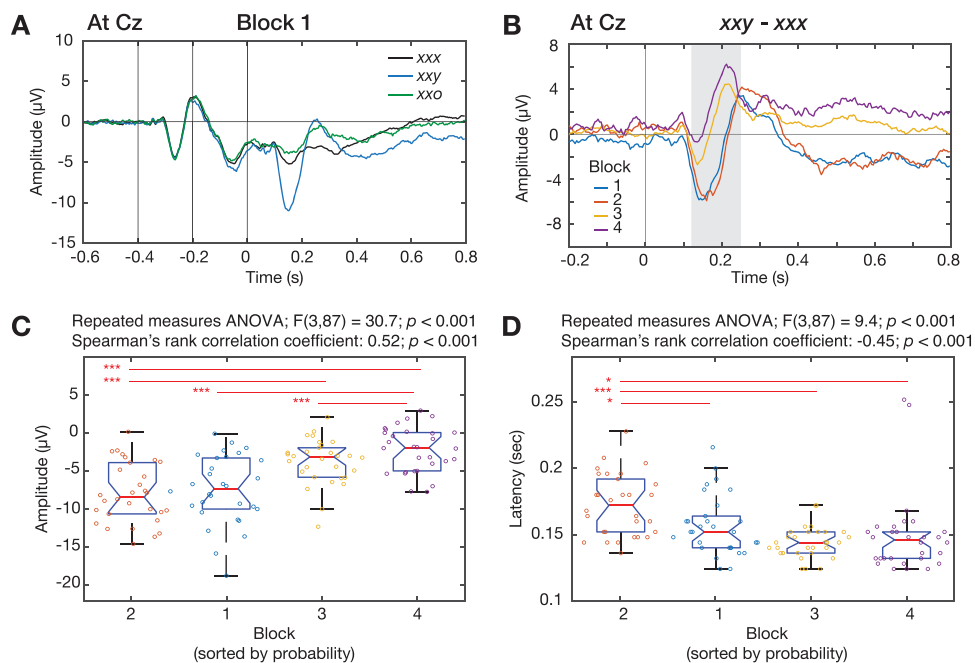 A
At Cz
Block 1
10
5
0
-5
-10
-15
Amplitude (µV)
xxx
xxy
xxo
-0.6
-0.4
-0.2
0
0.2
0.4
0.6
0.8
Time (s)
B
At Cz
xxy - xxx
8
4
0
-4
-8
Amplitude (µV)
Block
1
2
3
4
-0.2
0
0.2
0.4
0.6
0.8
Time (s)
C
Repeated measures ANOVA; F(3,87) = 30.7; p < 0.001
Spearman's rank correlation coefficient: 0.52; p < 0.001
***
***
***
***
5
0
-5
-10
-15
-20
Amplitude (µV)
2
1
3
4
Block
(sorted by probability)
D
Repeated measures ANOVA; F(3,87) = 9.4; p < 0.001
Spearman's rank correlation coefficient: -0.45; p < 0.001
*
***
*
0.25
0.2
0.15
0.1
Latency (sec)
2
1
3
4
Block
(sorted by probability)